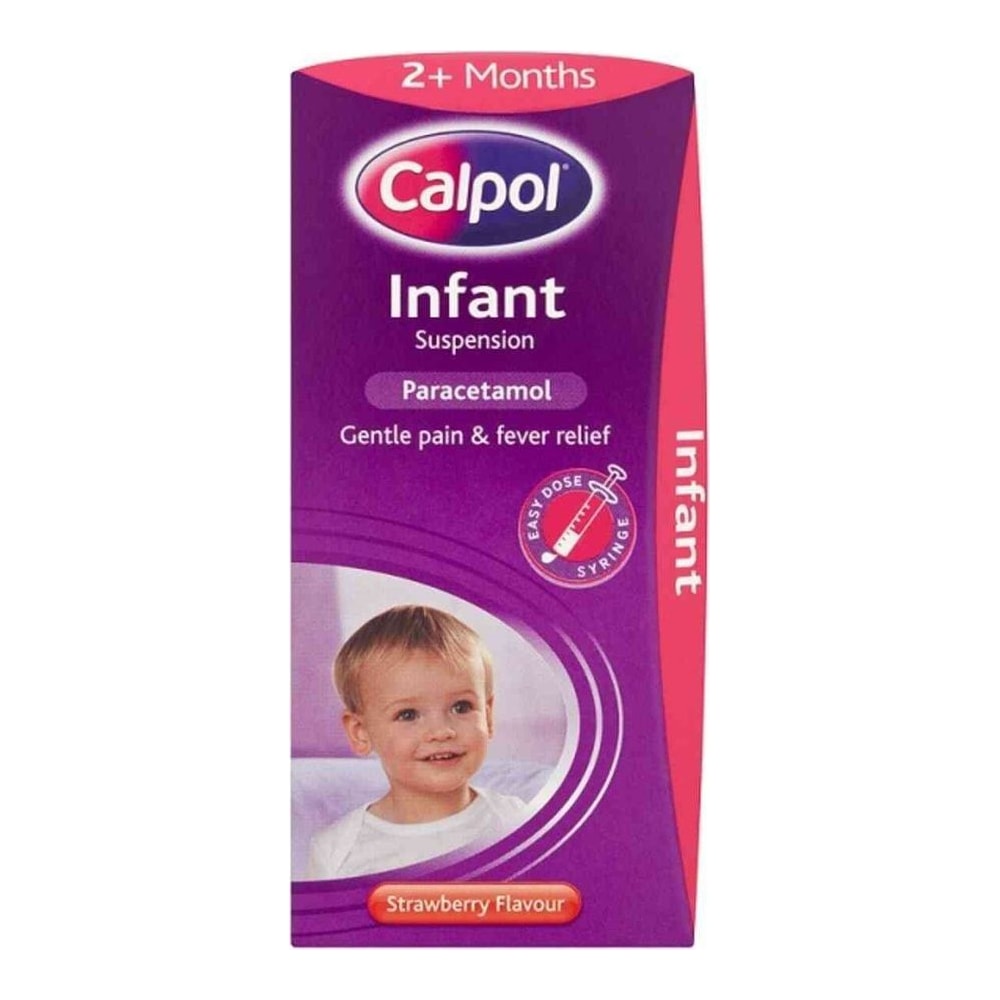 2+ Months
Calpol®
Infant
Suspension
Paracetamol
Gentle pain & fever relief
EASY DOSE
SYRINGE
Infant
Strawberry Flavour